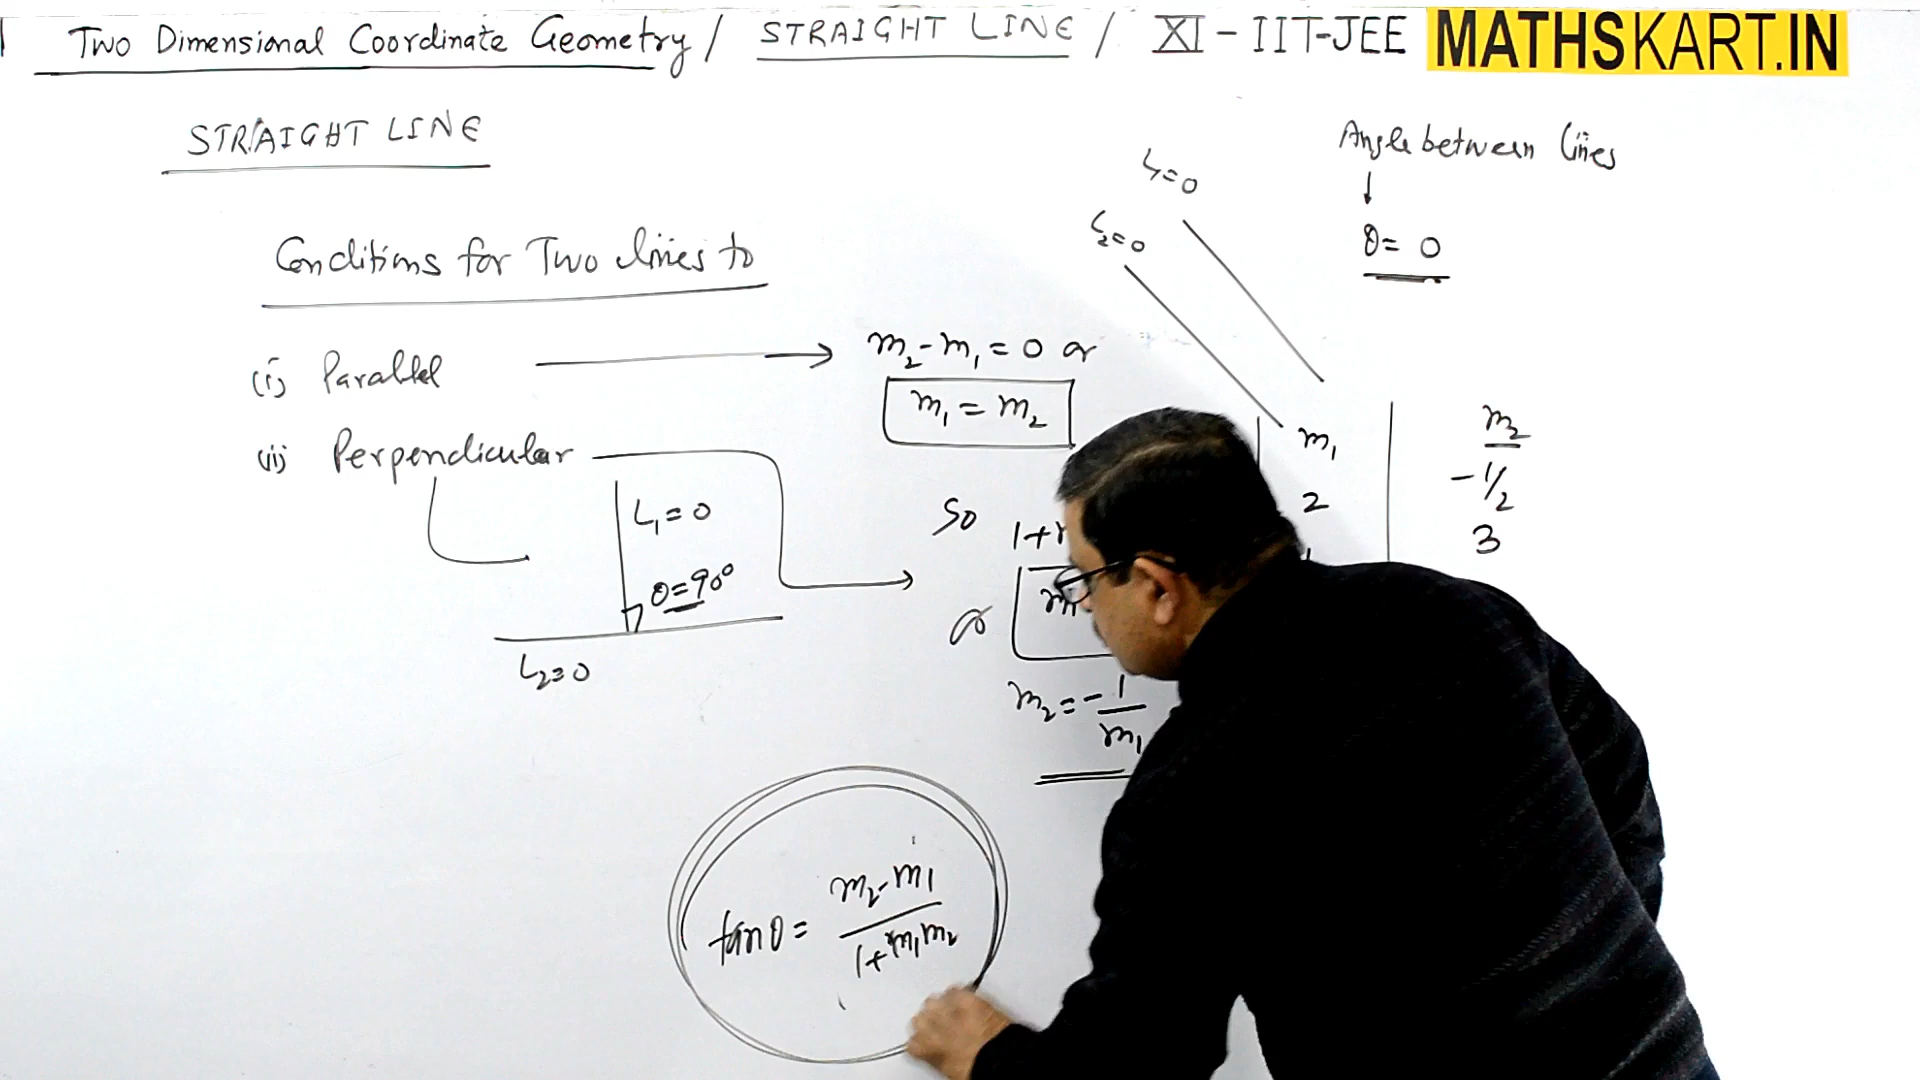 Two Dimensional Coordinate Geometry / STRAIGHT LINE / XI - IIT-JEE MATHSKART.IN
STRAIGHT LINE
Angle between lines
↓
θ = 0
L₂=0
Conditions for Two lines to
(i) Parallel → m₂-m₁ = 0 or
m₁ = m₂
(ii) Perpendicular
L₁ = 0
θ=90°
L₂=0
So
1+
or
m₂ = -1/m₁
m₁ m₂
2 -1/2
3
tanθ = (m₂-m₁)/(1+m₁m₂)